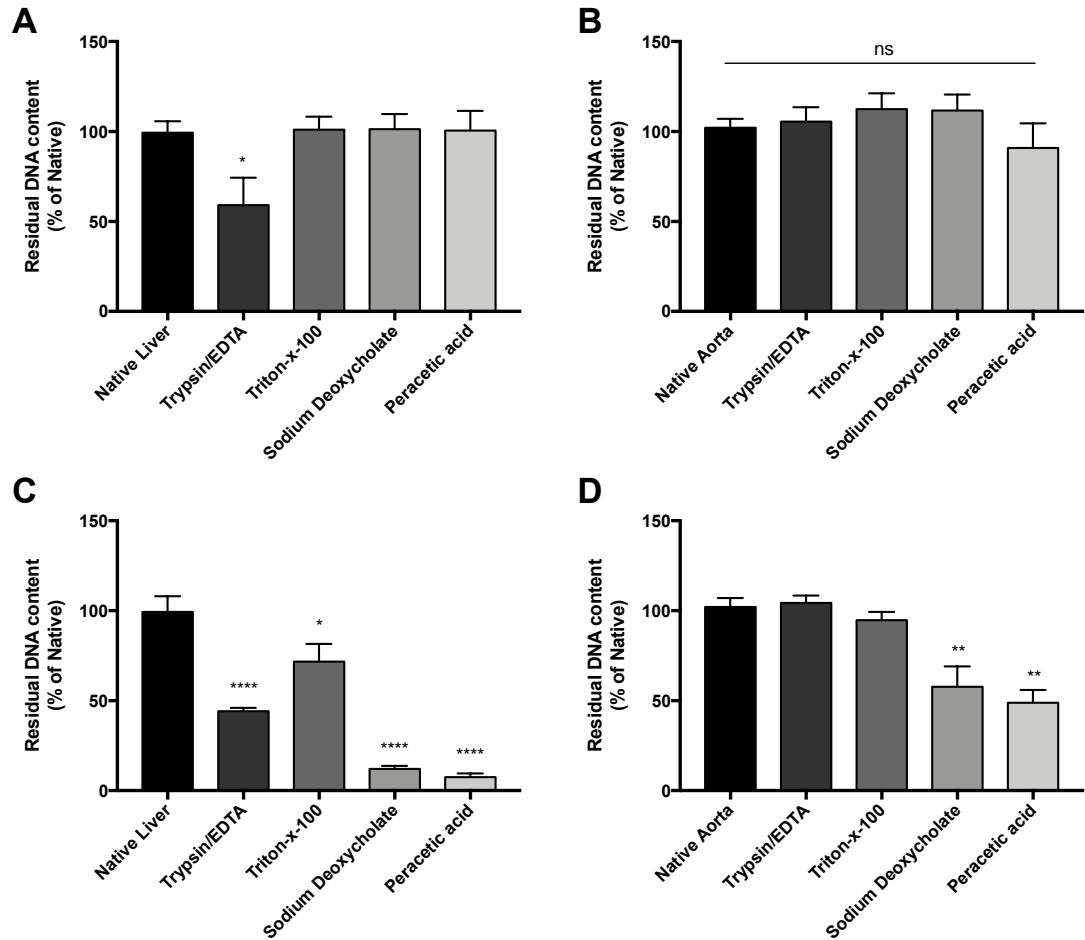 A
Residual DNA content
(% of Native)
150
100
50
0
*
Native Liver
Trypsin/EDTA
Triton-x-100
Sodium Deoxycholate
Peracetic acid
B
Residual DNA content
(% of Native)
150
100
50
0
ns
Native Aorta
Trypsin/EDTA
Triton-x-100
Sodium Deoxycholate
Peracetic acid
C
Residual DNA content
(% of Native)
150
100
50
0
****
*
****
****
Native Liver
Trypsin/EDTA
Triton-x-100
Sodium Deoxycholate
Peracetic acid
D
Residual DNA content
(% of Native)
150
100
50
0
**
**
Native Aorta
Trypsin/EDTA
Triton-x-100
Sodium Deoxycholate
Peracetic acid